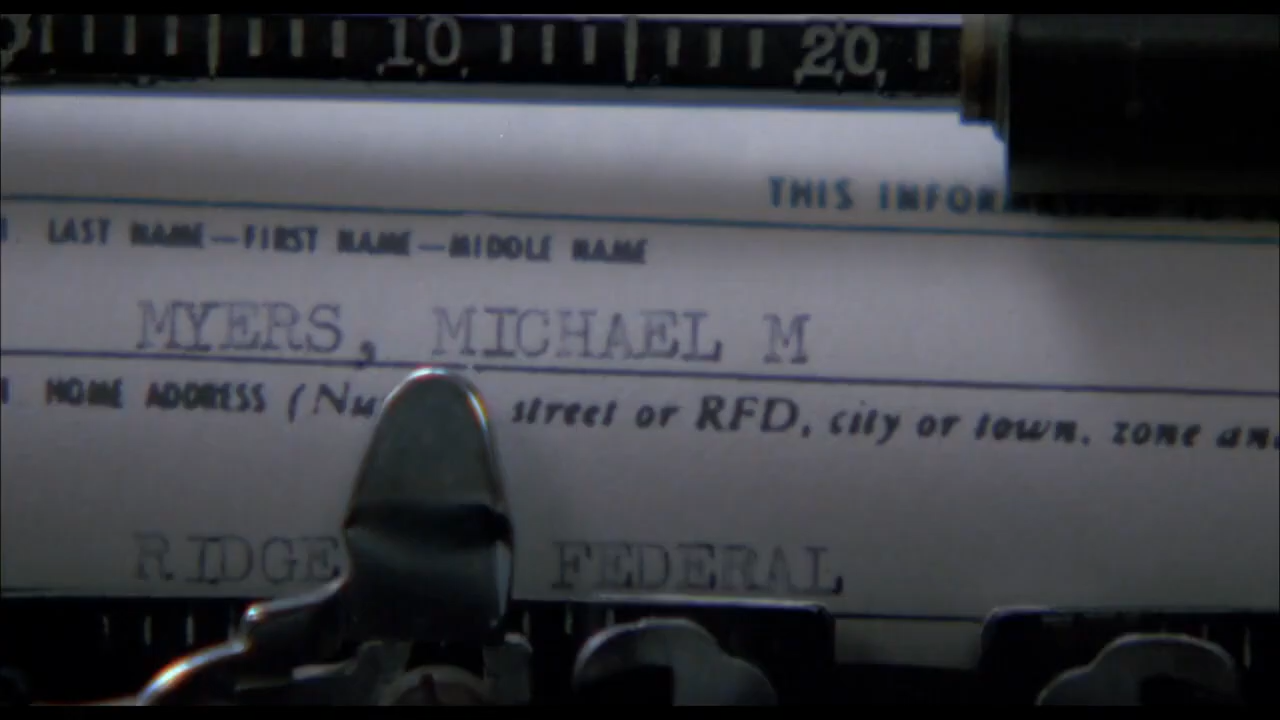 10 20
THIS INFOR
LAST NAME—FIRST NAME—MIDDLE NAME
MYERS, MICHAEL M
HOME ADDRESS (Nu street or RFD, city or town, zone and
RIDGE FEDERAL